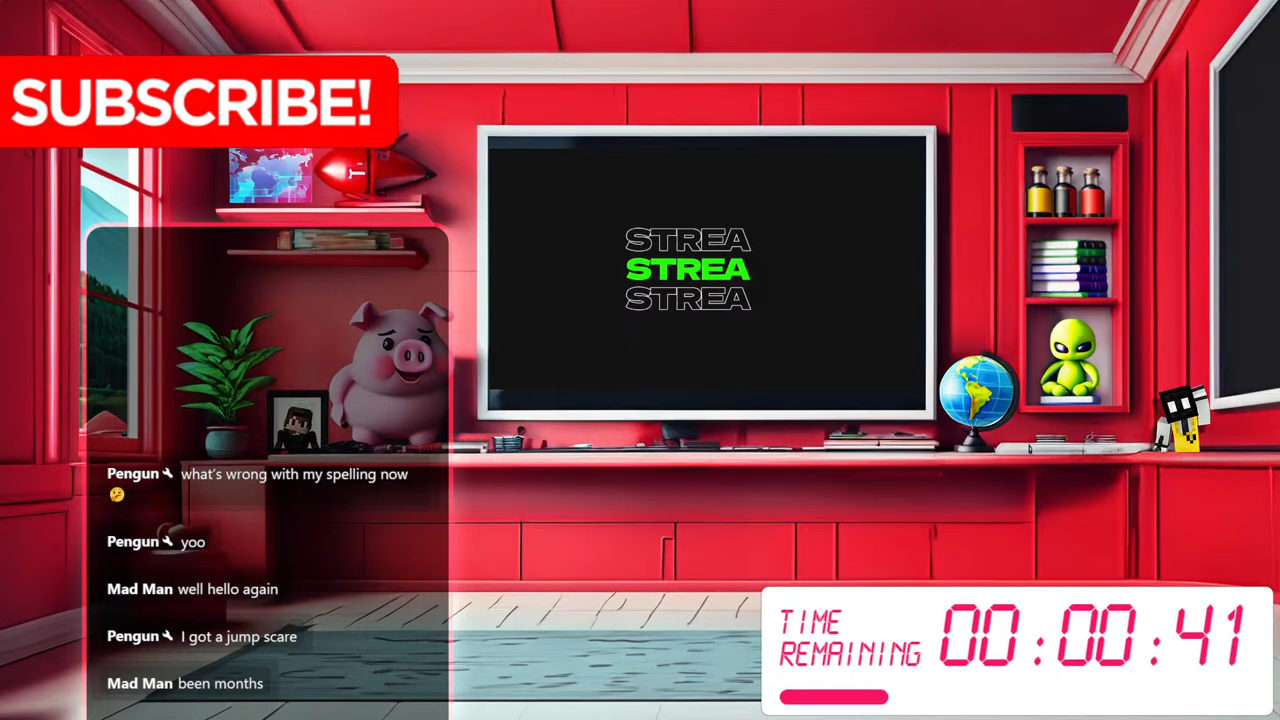 SUBSCRIBE!
STREA
STREA
STREA
Pengun what's wrong with my spelling now
🤔
Pengun yoo
Mad Man well hello again
Pengun I got a jump scare
Mad Man been months
TIME
REMAINING
00:00:41